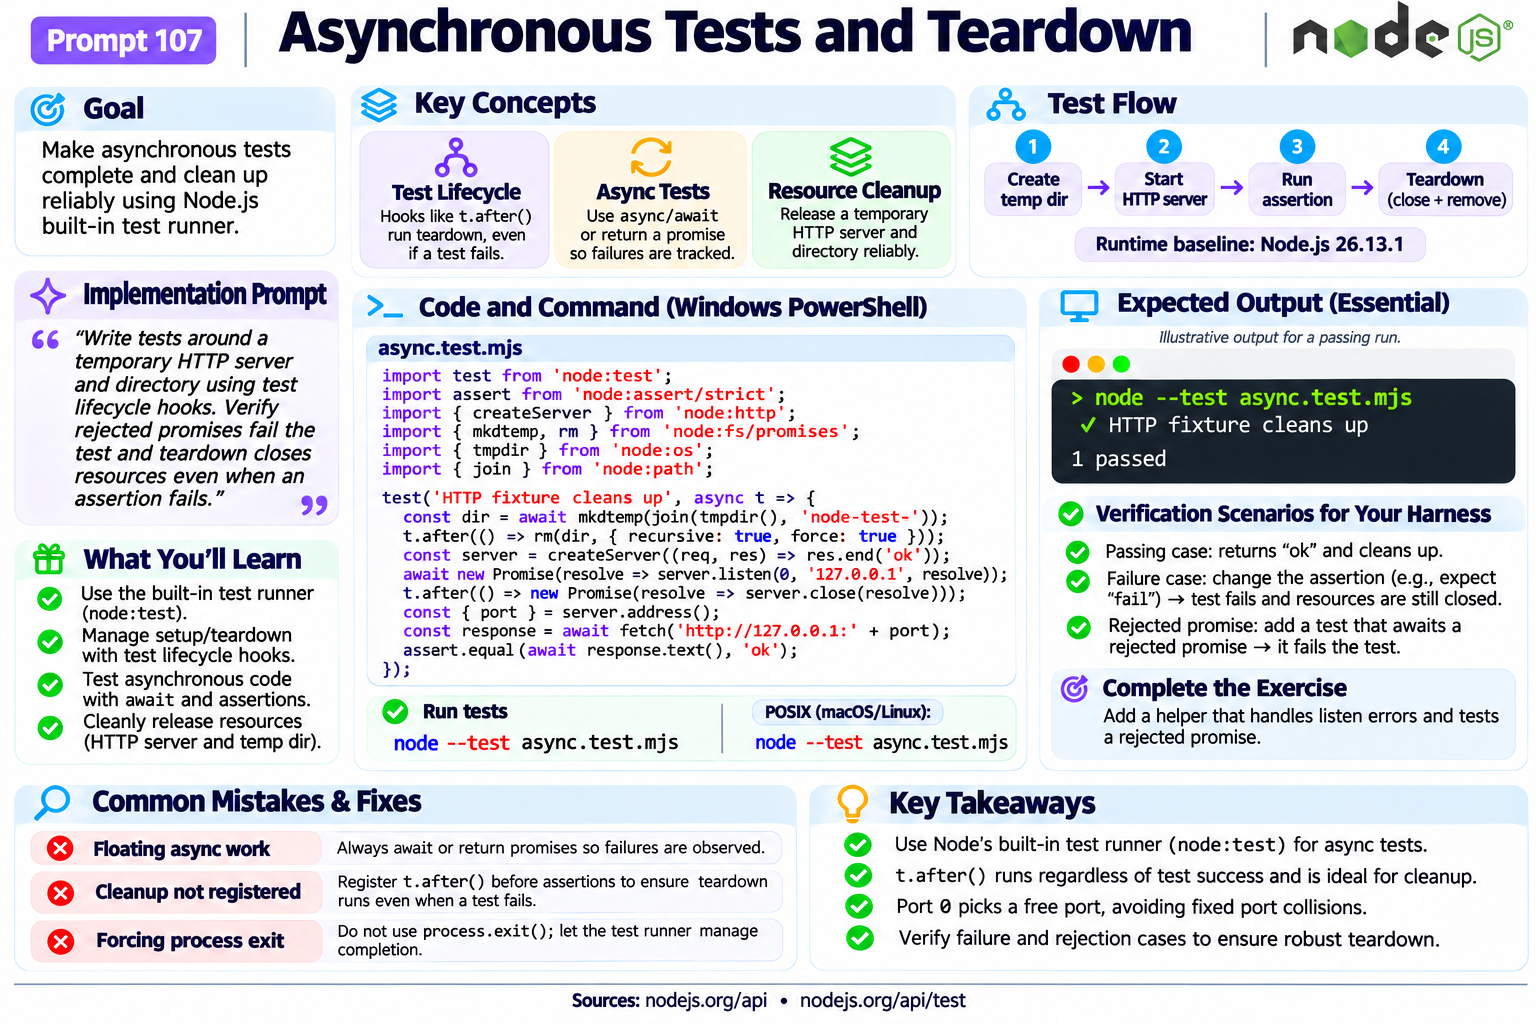 Prompt 107
Asynchronous Tests and Teardown
node
JS
®
Goal
Make asynchronous tests
complete and clean up
reliably using Node.js
built-in test runner.
Key Concepts
Test Lifecycle
Hooks like t.after()
run teardown, even
if a test fails.
Async Tests
Use async/await
or return a promise
so failures are tracked.
Resource Cleanup
Release a temporary
HTTP server and
directory reliably.
Test Flow
1
Create
temp dir
2
Start
HTTP server
3
Run
assertion
4
Teardown
(close + remove)
Runtime baseline: Node.js 26.13.1
Implementation Prompt
“Write tests around a
temporary HTTP server
and directory using test
lifecycle hooks. Verify
rejected promises fail the
test and teardown closes
resources even when an
assertion fails.”
What You’ll Learn
Use the built-in test runner
(node:test).
Manage setup/teardown
with test lifecycle hooks.
Test asynchronous code
with await and assertions.
Cleanly release resources
(HTTP server and temp dir).
>_ Code and Command (Windows PowerShell)
async.test.mjs
import test from 'node:test';
import assert from 'node:assert/strict';
import { createServer } from 'node:http';
import { mkdtemp, rm } from 'node:fs/promises';
import { tmpdir } from 'node:os';
import { join } from 'node:path';
test('HTTP fixture cleans up', async t => {
const dir = await mkdtemp(join(tmpdir(), 'node-test-'));
t.after(() => rm(dir, { recursive: true, force: true }));
const server = createServer((req, res) => res.end('ok'));
await new Promise(resolve => server.listen(0, '127.0.0.1', resolve));
t.after(() => new Promise(resolve => server.close(resolve)));
const { port } = server.address();
const response = await fetch('http://127.0.0.1:' + port);
assert.equal(await response.text(), 'ok');
});
Run tests
node --test async.test.mjs
POSIX (macOS/Linux):
node --test async.test.mjs
Expected Output (Essential)
Illustrative output for a passing run.
> node --test async.test.mjs
✓ HTTP fixture cleans up
1 passed
Verification Scenarios for Your Harness
Passing case: returns “ok” and cleans up.
Failure case: change the assertion (e.g., expect
“fail”) → test fails and resources are still closed.
Rejected promise: add a test that awaits a
rejected promise → it fails the test.
Complete the Exercise
Add a helper that handles listen errors and tests
a rejected promise.
Common Mistakes & Fixes
Floating async work
Always await or return promises so failures are observed.
Cleanup not registered
Register t.after() before assertions to ensure teardown
runs even when a test fails.
Forcing process exit
Do not use process.exit(); let the test runner manage
completion.
Key Takeaways
Use Node’s built-in test runner (node:test) for async tests.
t.after() runs regardless of test success and is ideal for cleanup.
Port 0 picks a free port, avoiding fixed port collisions.
Verify failure and rejection cases to ensure robust teardown.
Sources: nodejs.org/api • nodejs.org/api/test